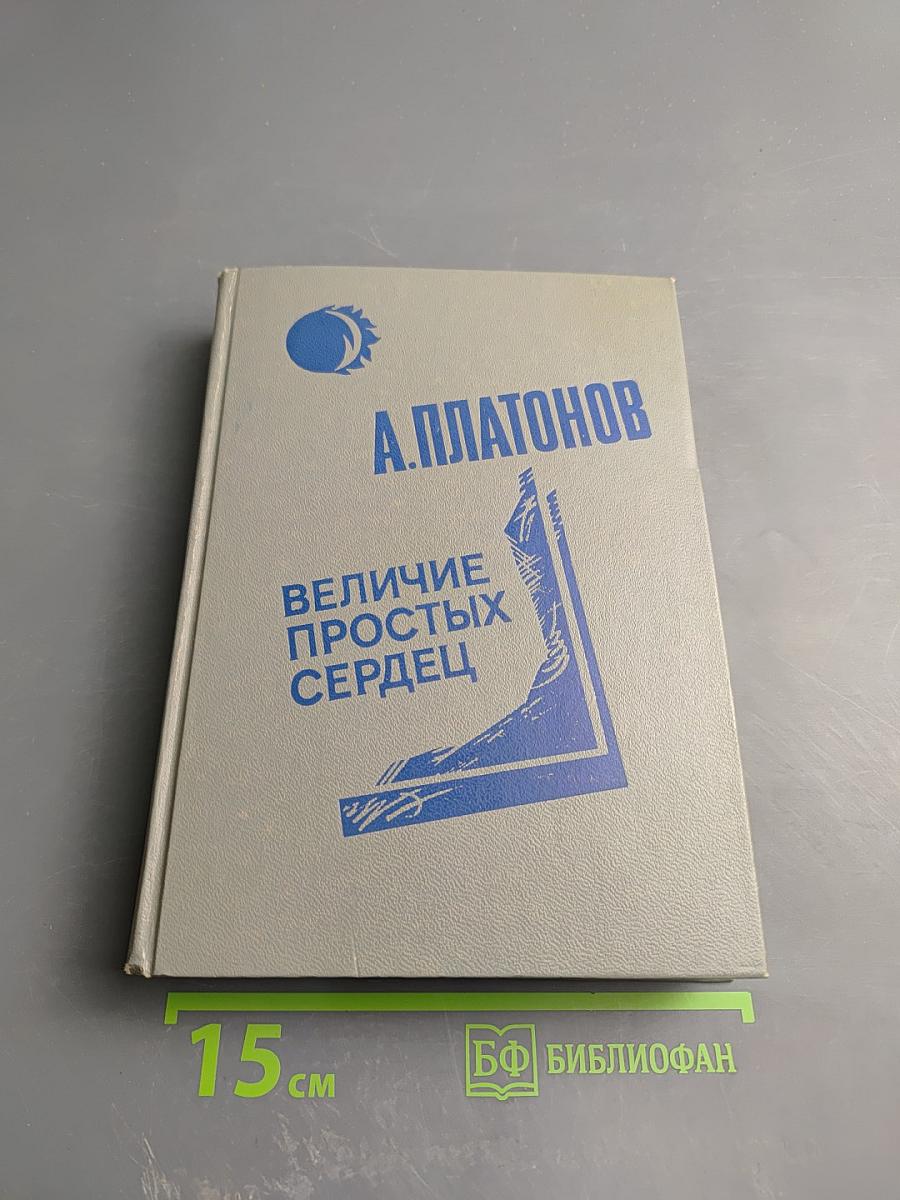 А.ПЛАТОНОВ
ВЕЛИЧИЕ
ПРОСТЫХ
СЕРДЕЦ
15 см
БФ БИБЛИОФАН